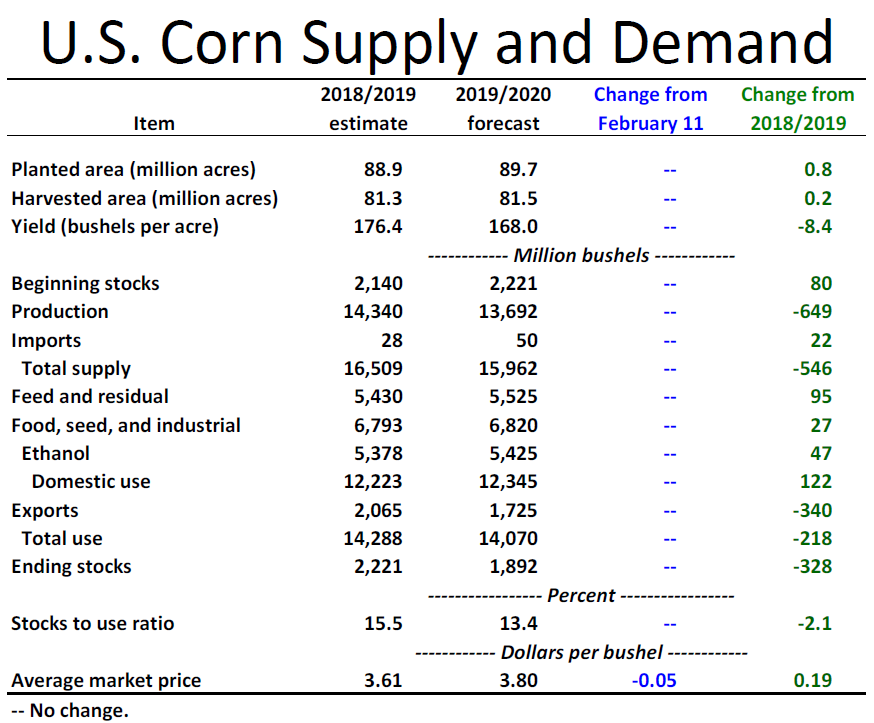 U.S. Corn Supply and Demand
2018/2019 2019/2020 Change from Change from
Item estimate forecast February 11 2018/2019
Planted area (million acres) 88.9 89.7 -- 0.8
Harvested area (million acres) 81.3 81.5 -- 0.2
Yield (bushels per acre) 176.4 168.0 -- -8.4
------------ Million bushels ------------
Beginning stocks 2,140 2,221 -- 80
Production 14,340 13,692 -- -649
Imports 28 50 -- 22
Total supply 16,509 15,962 -- -546
Feed and residual 5,430 5,525 -- 95
Food, seed, and industrial 6,793 6,820 -- 27
Ethanol 5,378 5,425 -- 47
Domestic use 12,223 12,345 -- 122
Exports 2,065 1,725 -- -340
Total use 14,288 14,070 -- -218
Ending stocks 2,221 1,892 -- -328
----------------- Percent -----------------
Stocks to use ratio 15.5 13.4 -- -2.1
------------ Dollars per bushel ------------
Average market price 3.61 3.80 -0.05 0.19
-- No change.